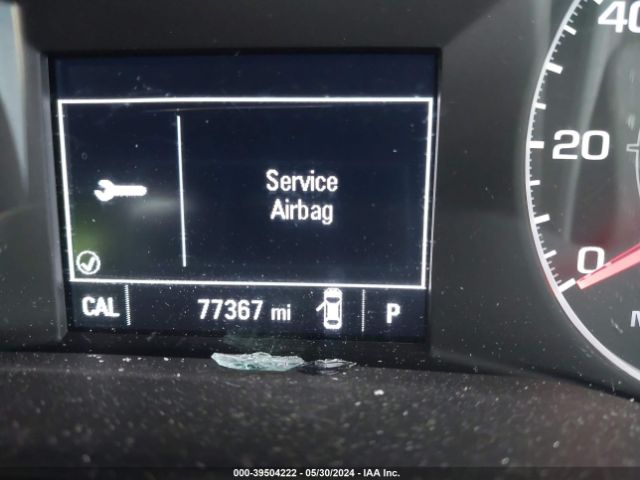 Service
Airbag
CAL
77367 mi
P
40
20
0
M
000-39504222 - 05/30/2024 - IAA Inc.